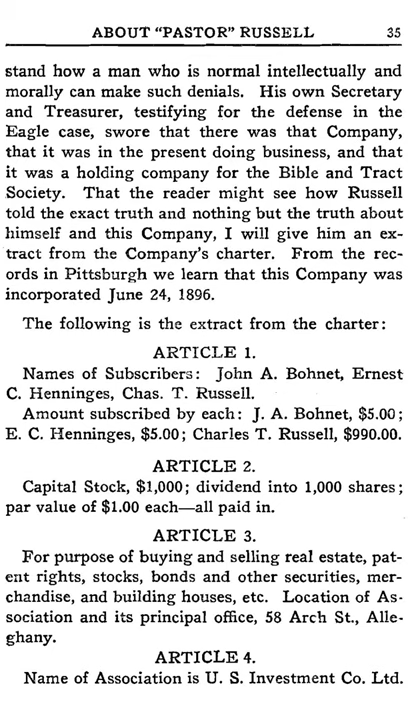 ABOUT "PASTOR" RUSSELL 35
stand how a man who is normal intellectually and
morally can make such denials. His own Secretary
and Treasurer, testifying for the defense in the
Eagle case, swore that there was that Company,
that it was in the present doing business, and that
it was a holding company for the Bible and Tract
Society. That the reader might see how Russell
told the exact truth and nothing but the truth about
himself and this Company, I will give him an ex-
tract from the Company's charter. From the rec-
ords in Pittsburgh we learn that this Company was
incorporated June 24, 1896.
The following is the extract from the charter:
ARTICLE 1.
Names of Subscribers: John A. Bohnet, Ernest
C. Henninges, Chas. T. Russell.
Amount subscribed by each: J. A. Bohnet, $5.00;
E. C. Henninges, $5.00; Charles T. Russell, $990.00.
ARTICLE 2.
Capital Stock, $1,000; dividend into 1,000 shares;
par value of $1.00 each—all paid in.
ARTICLE 3.
For purpose of buying and selling real estate, pat-
ent rights, stocks, bonds and other securities, mer-
chandise, and building houses, etc. Location of As-
sociation and its principal office, 58 Arch St., Alle-
ghany.
ARTICLE 4.
Name of Association is U. S. Investment Co. Ltd.